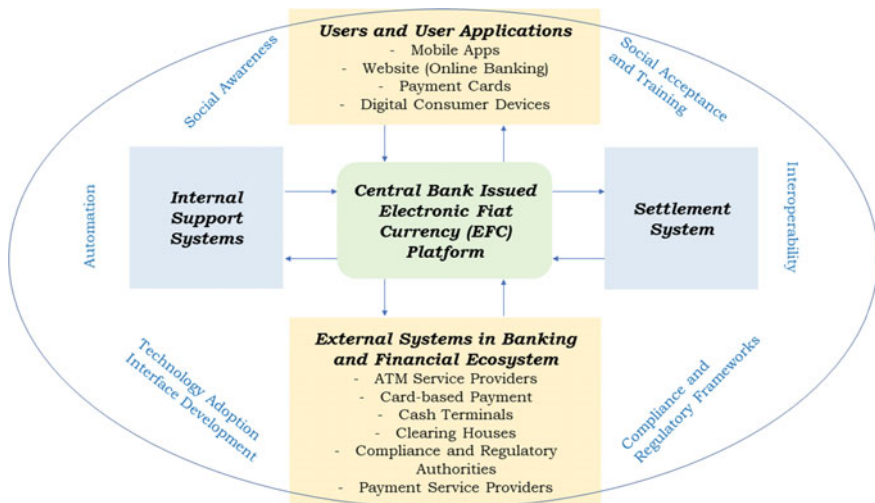 Users and User Applications
- Mobile Apps
- Website (Online Banking)
- Payment Cards
- Digital Consumer Devices
Social Awareness
Social Acceptance
and Training
Internal
Support
Systems
Central Bank Issued
Electronic Fiat
Currency (EFC)
Platform
Settlement
System
Automation
Interoperability
External Systems in Banking
and Financial Ecosystem
- ATM Service Providers
- Card-based Payment
- Cash Terminals
- Clearing Houses
- Compliance and Regulatory
Authorities
- Payment Service Providers
Technology Adoption
Interface Development
Compliance and
Regulatory Frameworks